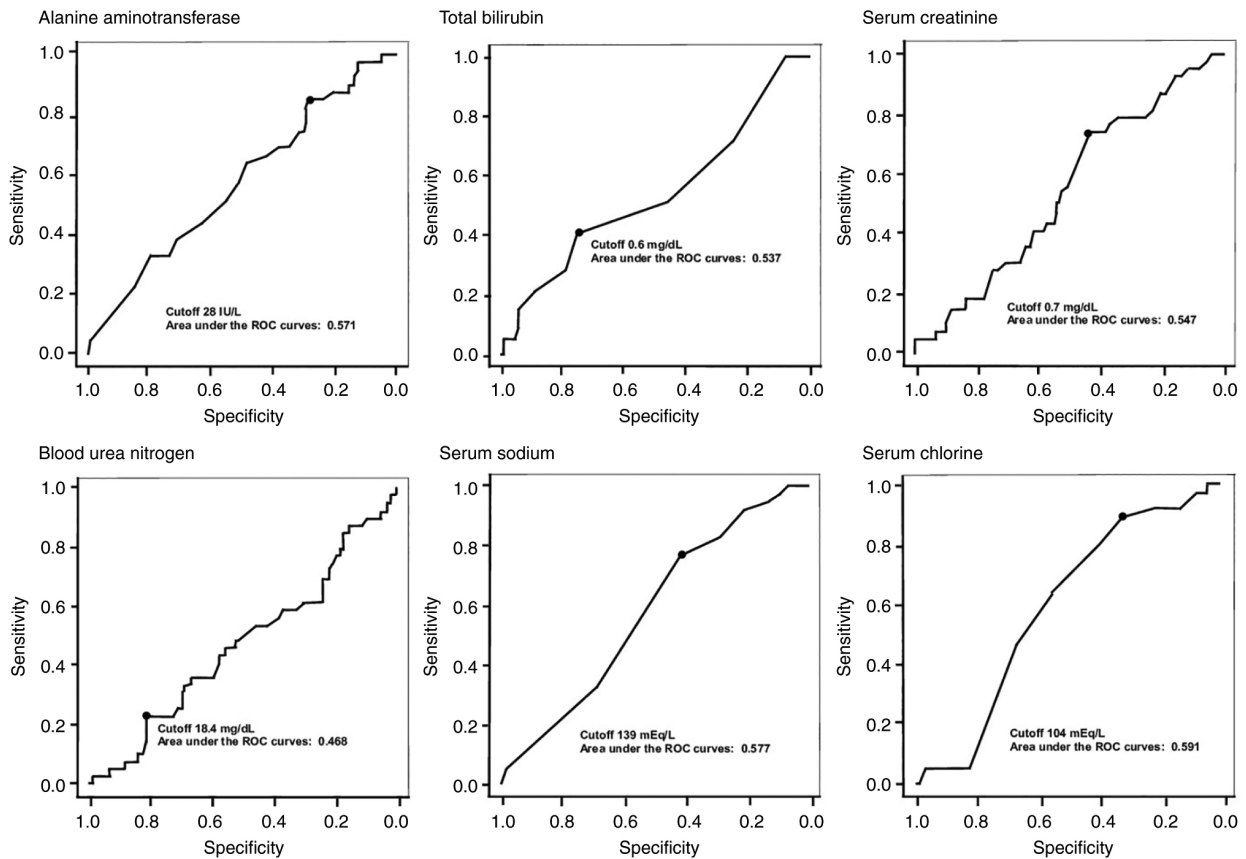 Alanine aminotransferase
1.0
0.8
0.6
0.4
0.2
0.0
Sensitivity
Cutoff 28 IU/L
Area under the ROC curves: 0.571
1.0 0.8 0.6 0.4 0.2 0.0
Specificity
Total bilirubin
1.0
0.8
0.6
0.4
0.2
0.0
Sensitivity
Cutoff 0.6 mg/dL
Area under the ROC curves: 0.537
1.0 0.8 0.6 0.4 0.2 0.0
Specificity
Serum creatinine
1.0
0.8
0.6
0.4
0.2
0.0
Sensitivity
Cutoff 0.7 mg/dL
Area under the ROC curves: 0.547
1.0 0.8 0.6 0.4 0.2 0.0
Specificity
Blood urea nitrogen
1.0
0.8
0.6
0.4
0.2
0.0
Sensitivity
Cutoff 18.4 mg/dL
Area under the ROC curves: 0.468
1.0 0.8 0.6 0.4 0.2 0.0
Specificity
Serum sodium
1.0
0.8
0.6
0.4
0.2
0.0
Sensitivity
Cutoff 139 mEq/L
Area under the ROC curves: 0.577
1.0 0.8 0.6 0.4 0.2 0.0
Specificity
Serum chlorine
1.0
0.8
0.6
0.4
0.2
0.0
Sensitivity
Cutoff 104 mEq/L
Area under the ROC curves: 0.591
1.0 0.8 0.6 0.4 0.2 0.0
Specificity